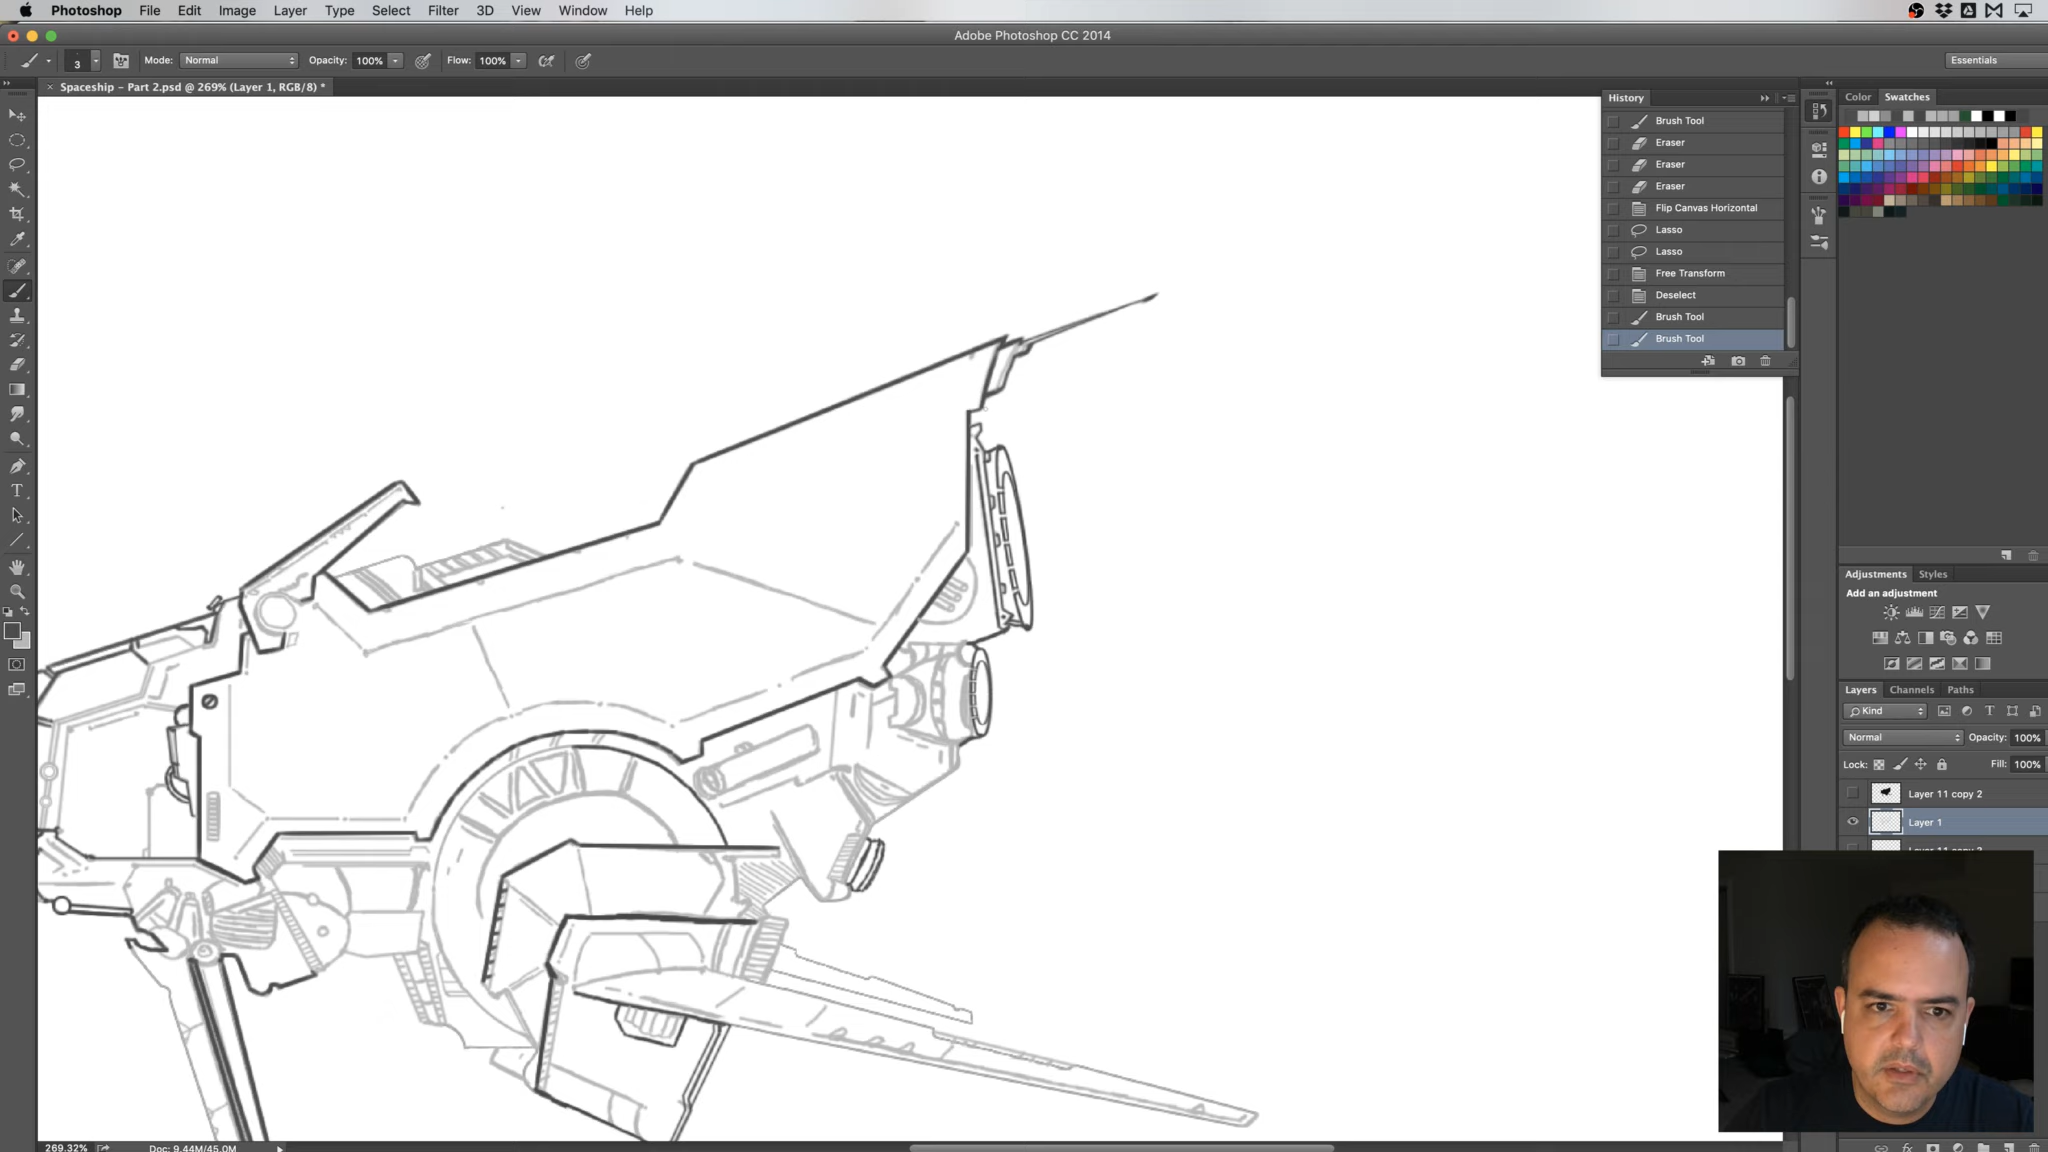 Photoshop File Edit Image Layer Type Select Filter 3D View Window Help
Adobe Photoshop CC 2014
3 Mode: Normal Opacity: 100% Flow: 100% Essentials
× Spaceship – Part 2.psd @ 269% (Layer 1, RGB/8) *
History
Brush Tool
Eraser
Eraser
Eraser
Flip Canvas Horizontal
Lasso
Lasso
Free Transform
Deselect
Brush Tool
Brush Tool
Color Swatches
Adjustments Styles
Add an adjustment
Layers Channels Paths
Kind
Normal Opacity: 100%
Lock: Fill: 100%
Layer 11 copy 2
Layer 1
269.32% Doc: 9.44M/45.0M